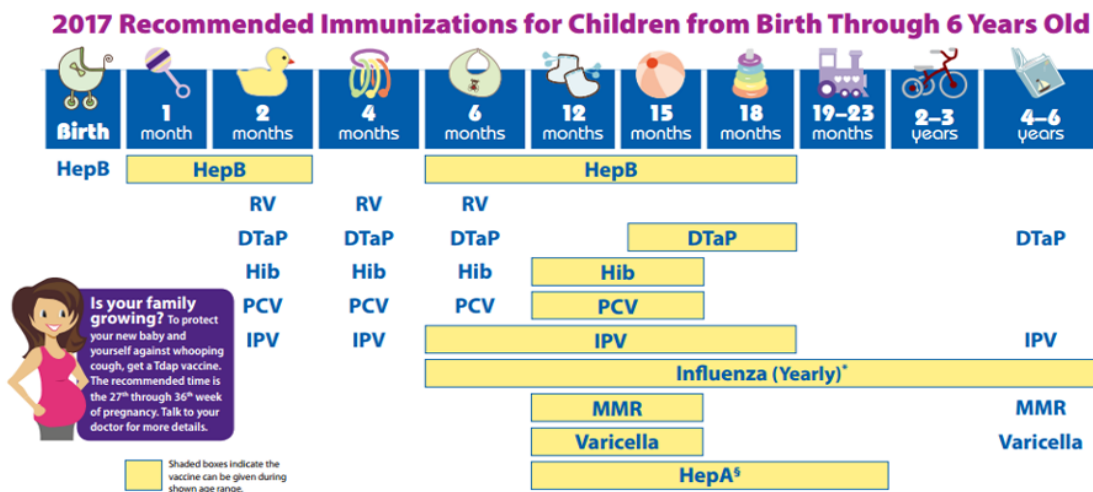 2017 Recommended Immunizations for Children from Birth Through 6 Years Old
Birth
1 month
2 months
4 months
6 months
12 months
15 months
18 months
19–23 months
2–3 years
4–6 years
HepB HepB HepB
RV RV RV
DTaP DTaP DTaP DTaP DTaP
Hib Hib Hib Hib
PCV PCV PCV PCV
IPV IPV IPV IPV
Influenza (Yearly)*
MMR MMR
Varicella Varicella
HepA§
Is your family
growing? To protect
your new baby and
yourself against whooping
cough, get a Tdap vaccine.
The recommended time is
the 27th through 36th week
of pregnancy. Talk to your
doctor for more details.
Shaded boxes indicate the
vaccine can be given during
shown age range.